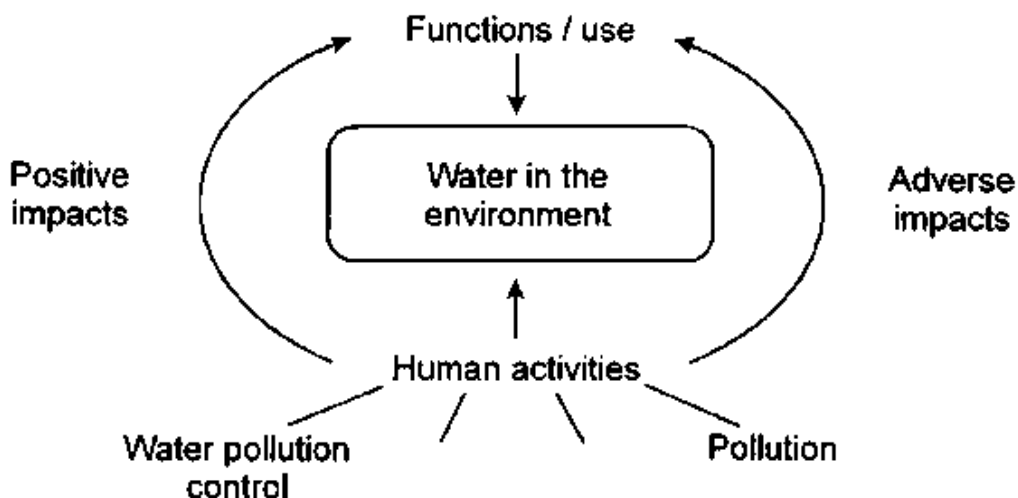 Functions / use
Positive
impacts
Water in the
environment
Adverse
impacts
Human activities
Water pollution
control
Pollution